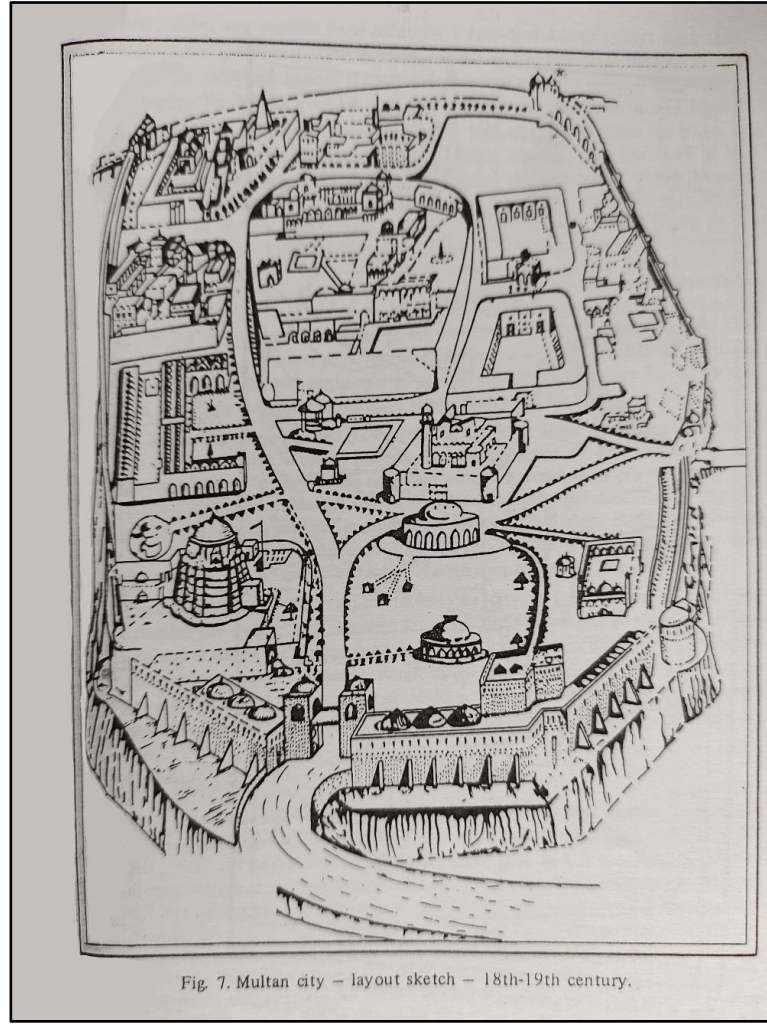 Fig. 7. Multan city – layout sketch – 18th-19th century.